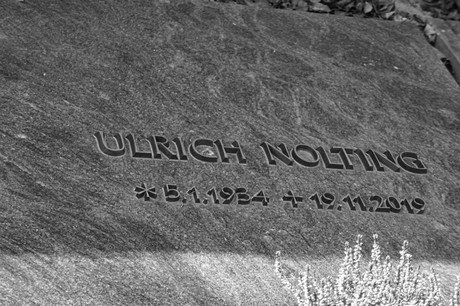 ULRICH NOLTING
* 5.1.1934 + 19.11.2019